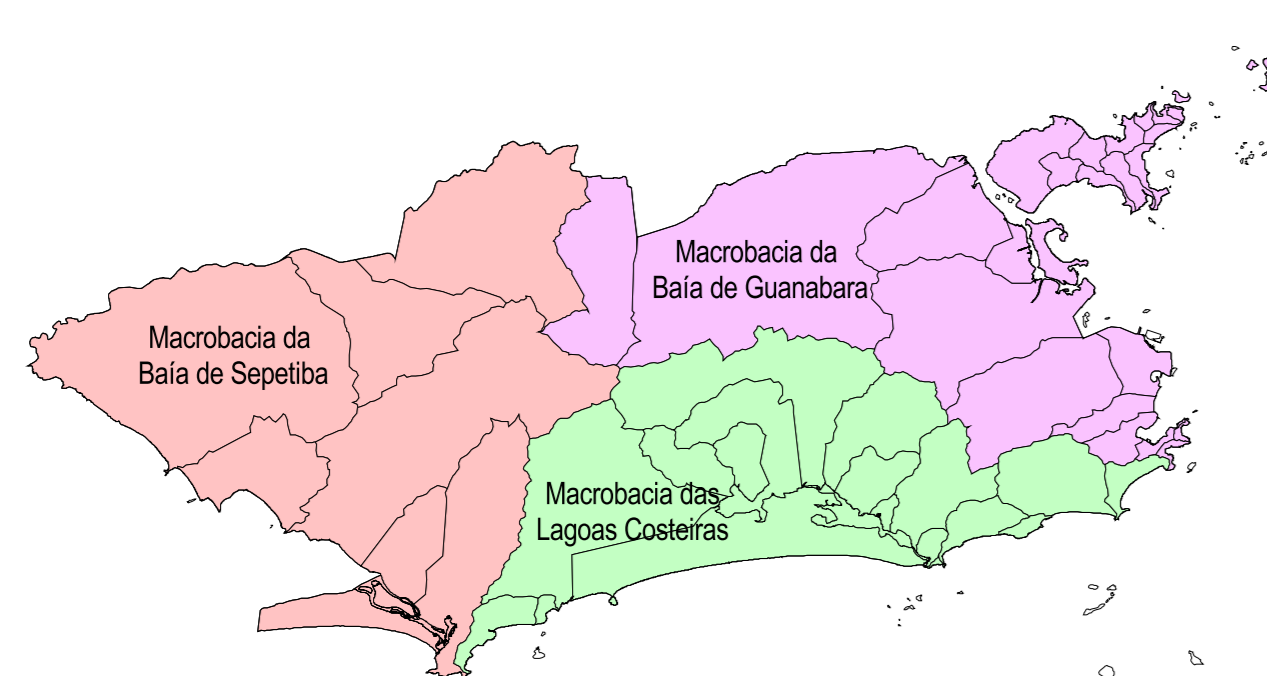 Macrobacia da
Baía de Guanabara
Macrobacia da
Baía de Sepetiba
Macrobacia das
Lagoas Costeiras